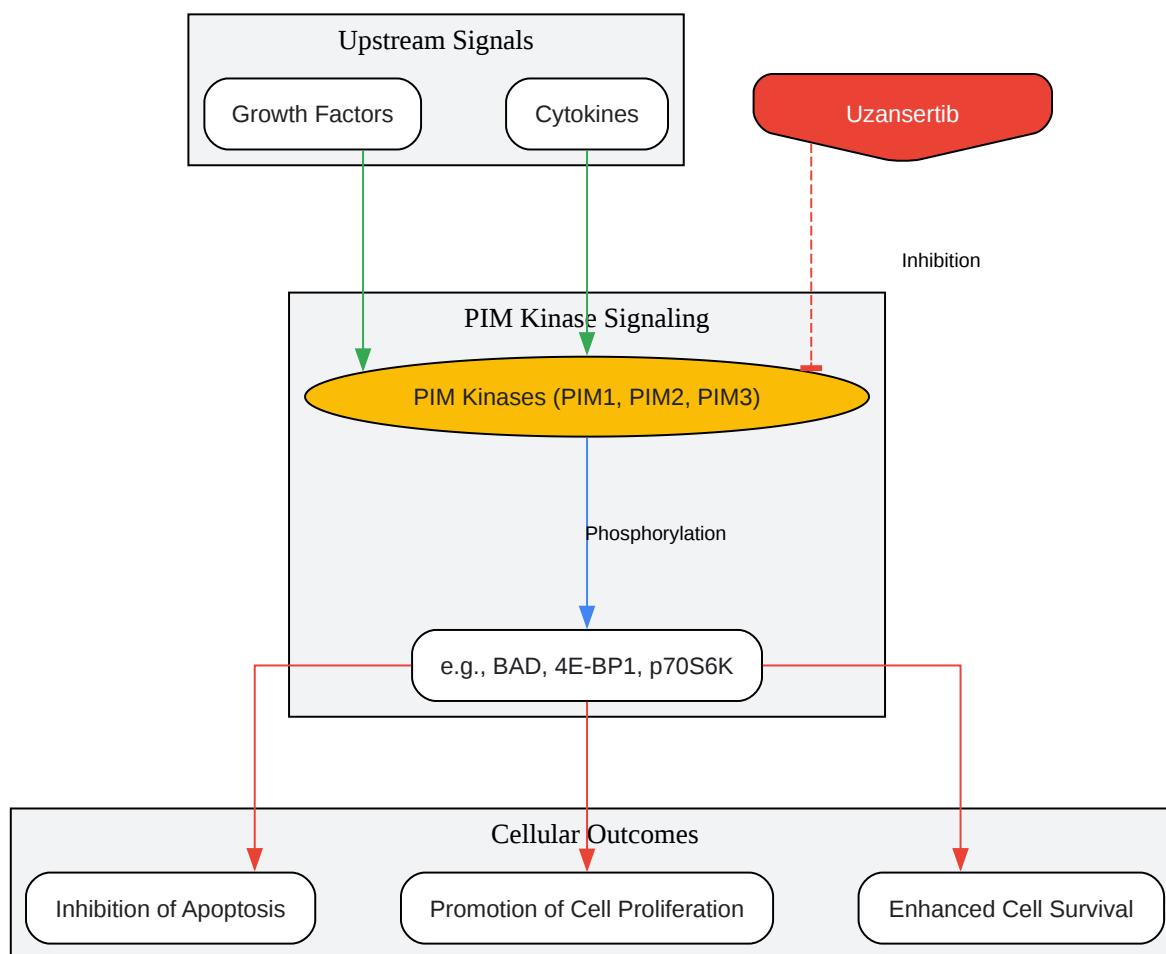 Upstream Signals
Growth Factors
Cytokines
Uzansertib
Inhibition
PIM Kinase Signaling
PIM Kinases (PIM1, PIM2, PIM3)
Phosphorylation
e.g., BAD, 4E-BP1, p70S6K
Cellular Outcomes
Inhibition of Apoptosis
Promotion of Cell Proliferation
Enhanced Cell Survival